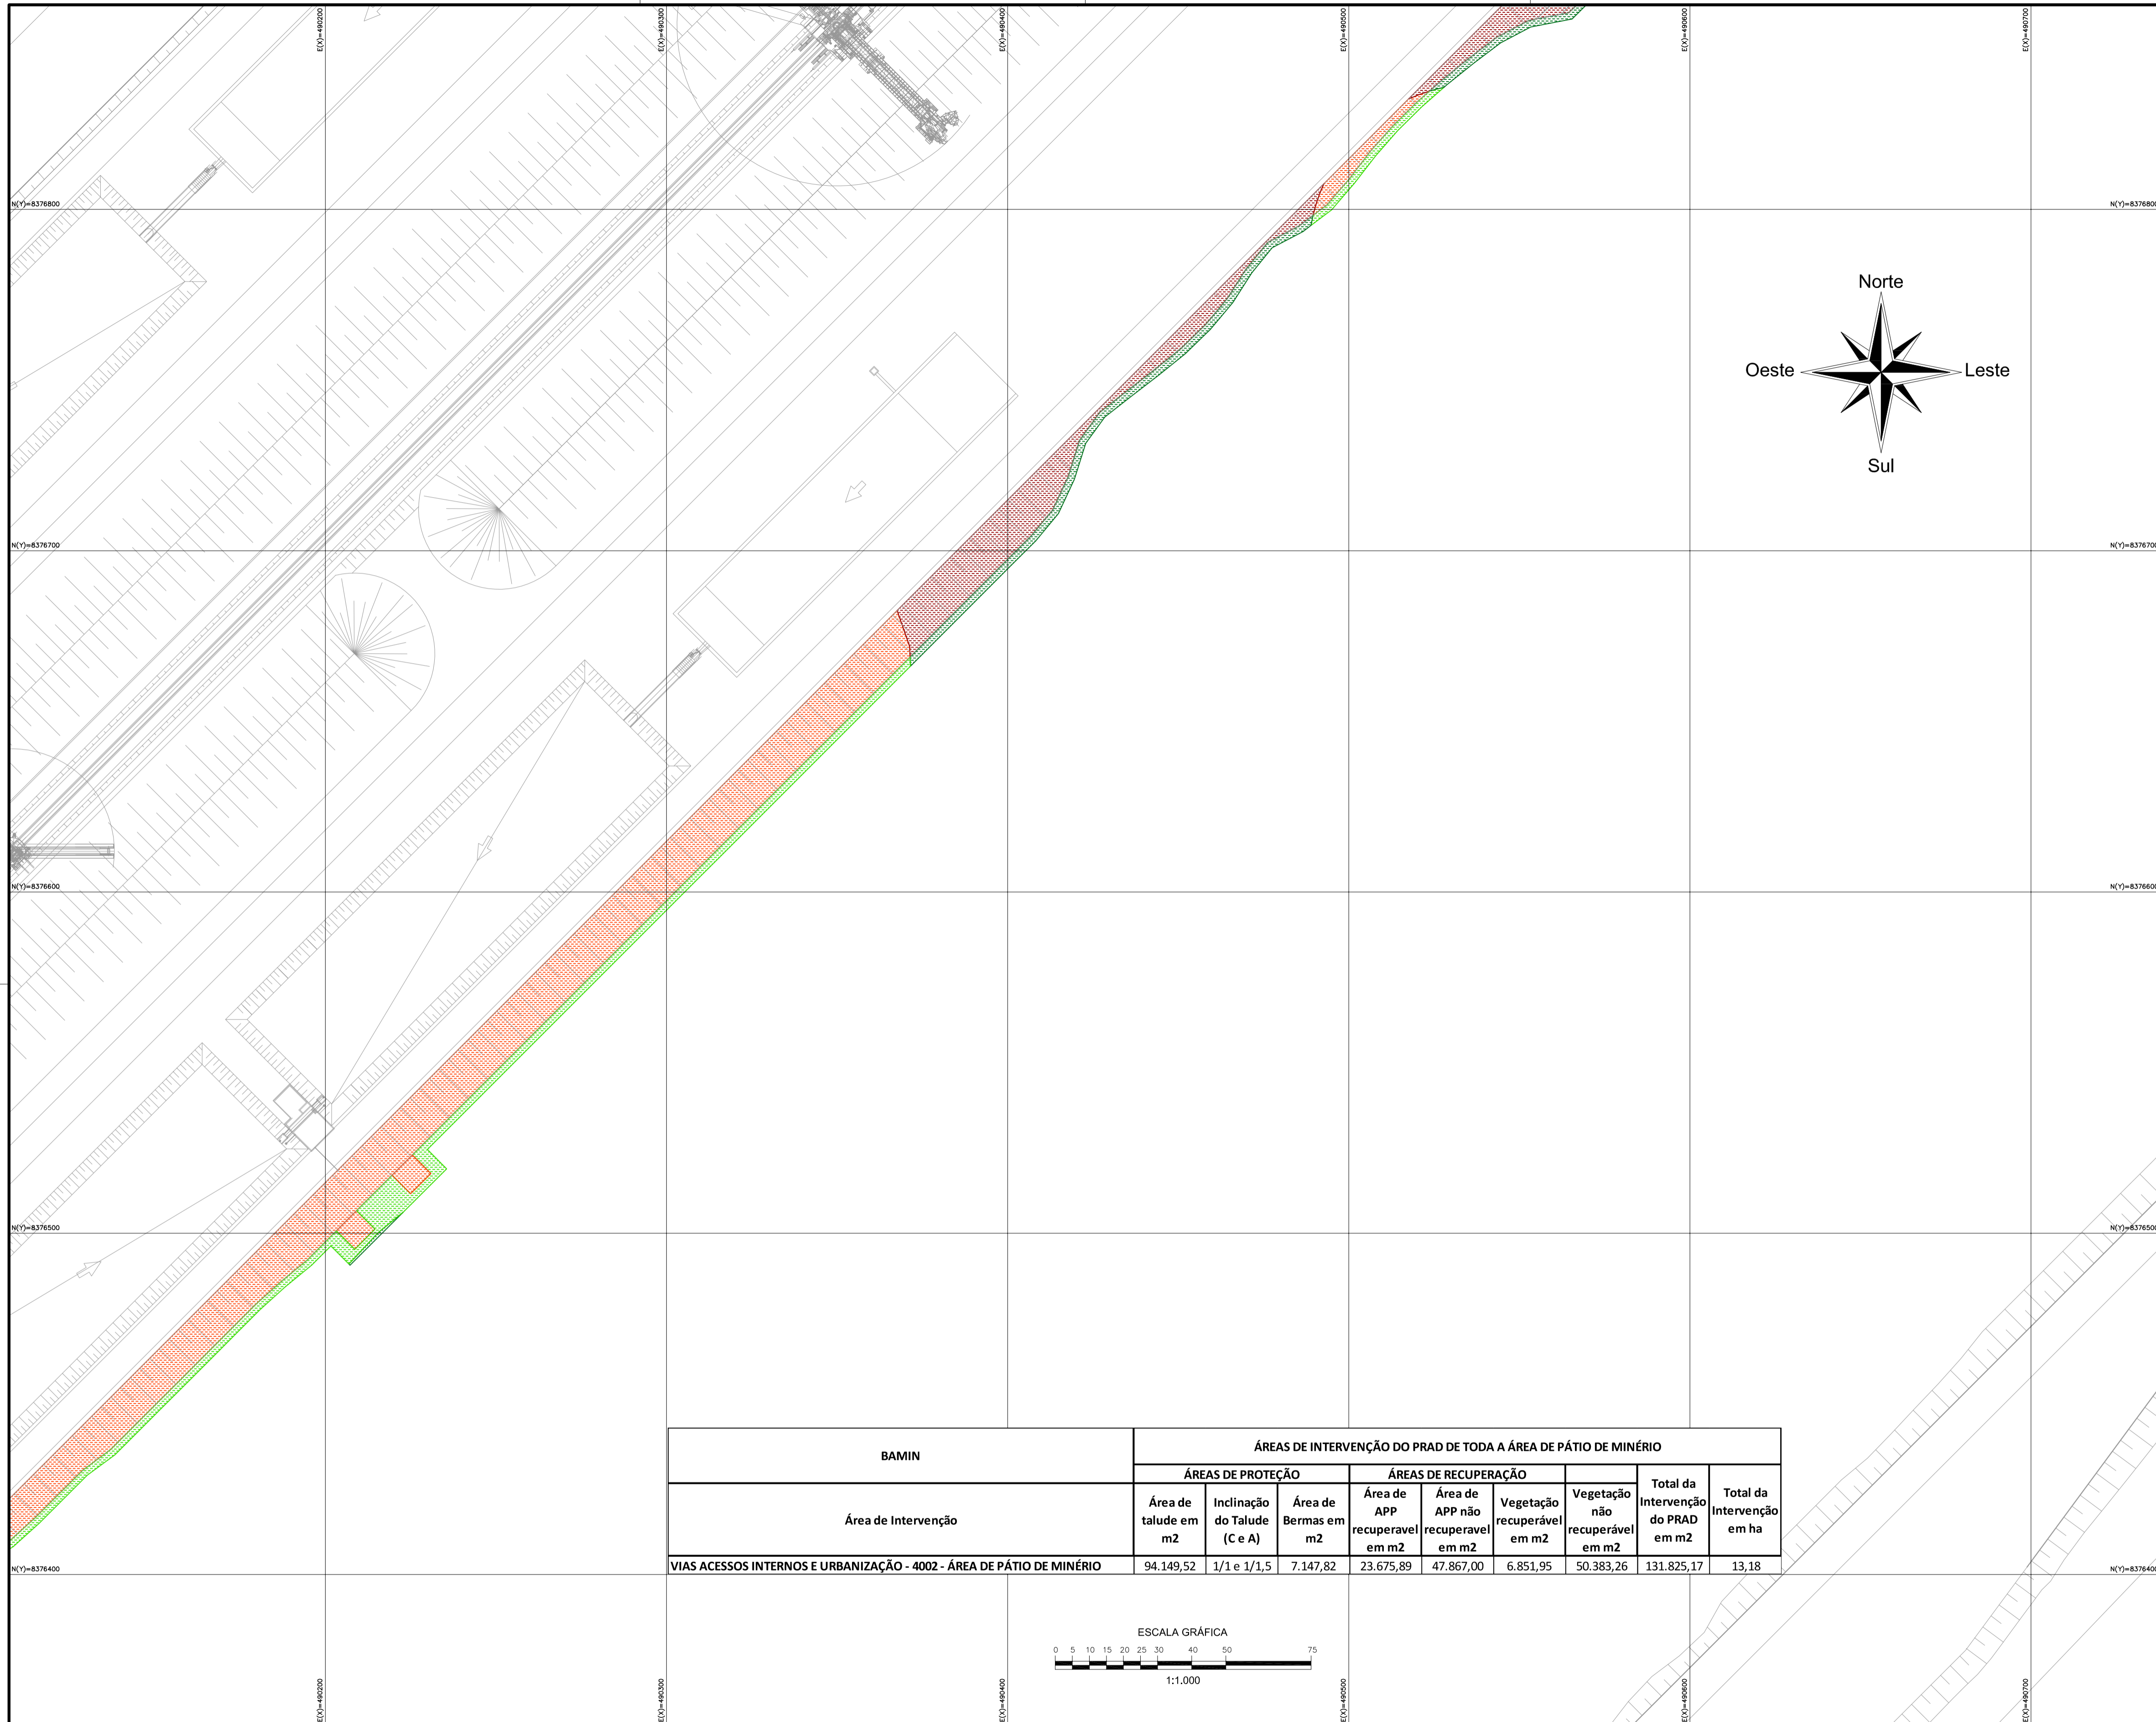 E(X)=490200
E(X)=490300
E(X)=490400
E(X)=490500
E(X)=490600
E(X)=490700
N(Y)=8376800
N(Y)=8376800
Norte
Oeste
Leste
Sul
N(Y)=8376700
N(Y)=8376700
N(Y)=8376600
N(Y)=8376600
N(Y)=8376500
N(Y)=8376500
BAMIN
ÁREAS DE INTERVENÇÃO DO PRAD DE TODA A ÁREA DE PÁTIO DE MINÉRIO
ÁREAS DE PROTEÇÃO
ÁREAS DE RECUPERAÇÃO
Área de Intervenção
Área de
talude em
m2
Inclinação
do Talude
(C e A)
Área de
Bermas em
m2
Área de
APP
recuperavel
em m2
Área de
APP não
recuperavel
em m2
Vegetação
recuperável
em m2
Vegetação
não
recuperável
em m2
Total da
Intervenção
do PRAD
em m2
Total da
Intervenção
em ha
VIAS ACESSOS INTERNOS E URBANIZAÇÃO - 4002 - ÁREA DE PÁTIO DE MINÉRIO 94.149,52 1/1 e 1/1,5 7.147,82 23.675,89 47.867,00 6.851,95 50.383,26 131.825,17 13,18
N(Y)=8376400
N(Y)=8376400
ESCALA GRÁFICA
0 5 10 15 20 25 30 40 50 75
1:1.000
E(X)=490200
E(X)=490300
E(X)=490400
E(X)=490500
E(X)=490600
E(X)=490700